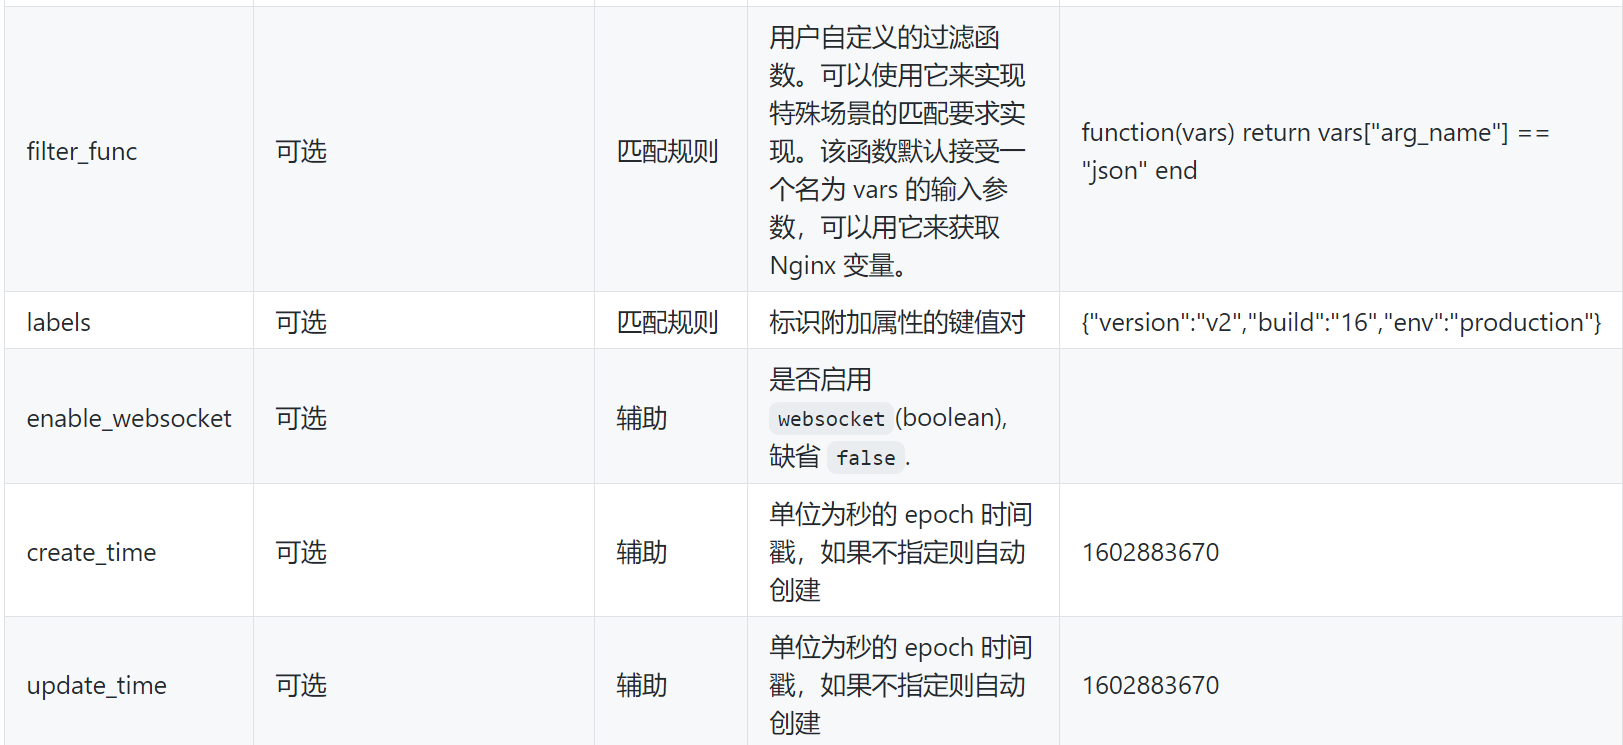 filter_func
可选
匹配规则
用户自定义的过滤函
数。可以使用它来实现
特殊场景的匹配要求实
现。该函数默认接受一
个名为 vars 的输入参
数，可以用它来获取
Nginx 变量。
function(vars) return vars["arg_name"] ==
"json" end
labels
可选
匹配规则
标识附加属性的键值对
{"version":"v2","build":"16","env":"production"}
enable_websocket
可选
辅助
是否启用
websocket(boolean),
缺省 false.
create_time
可选
辅助
单位为秒的 epoch 时间
戳，如果不指定则自动
创建
1602883670
update_time
可选
辅助
单位为秒的 epoch 时间
戳，如果不指定则自动
创建
1602883670